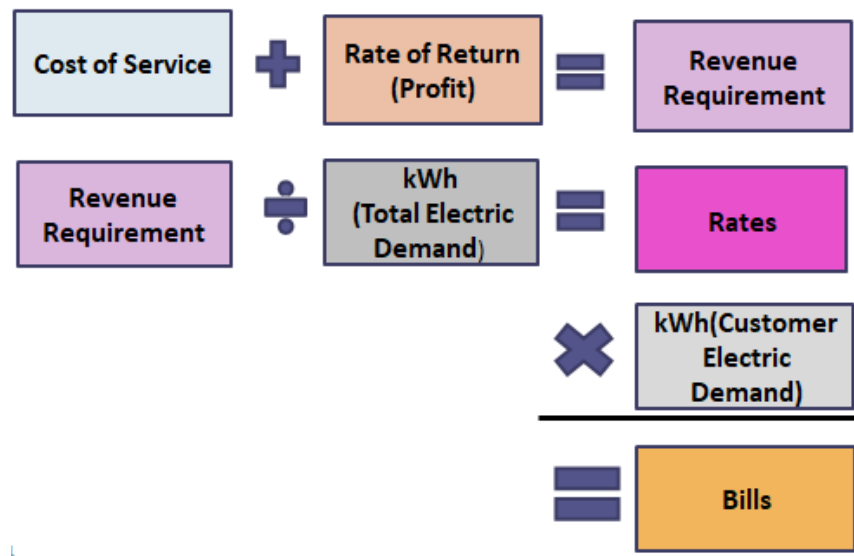 Cost of Service
Rate of Return
(Profit)
Revenue
Requirement
Revenue
Requirement
kWh
(Total Electric
Demand)
Rates
kWh(Customer
Electric
Demand)
Bills